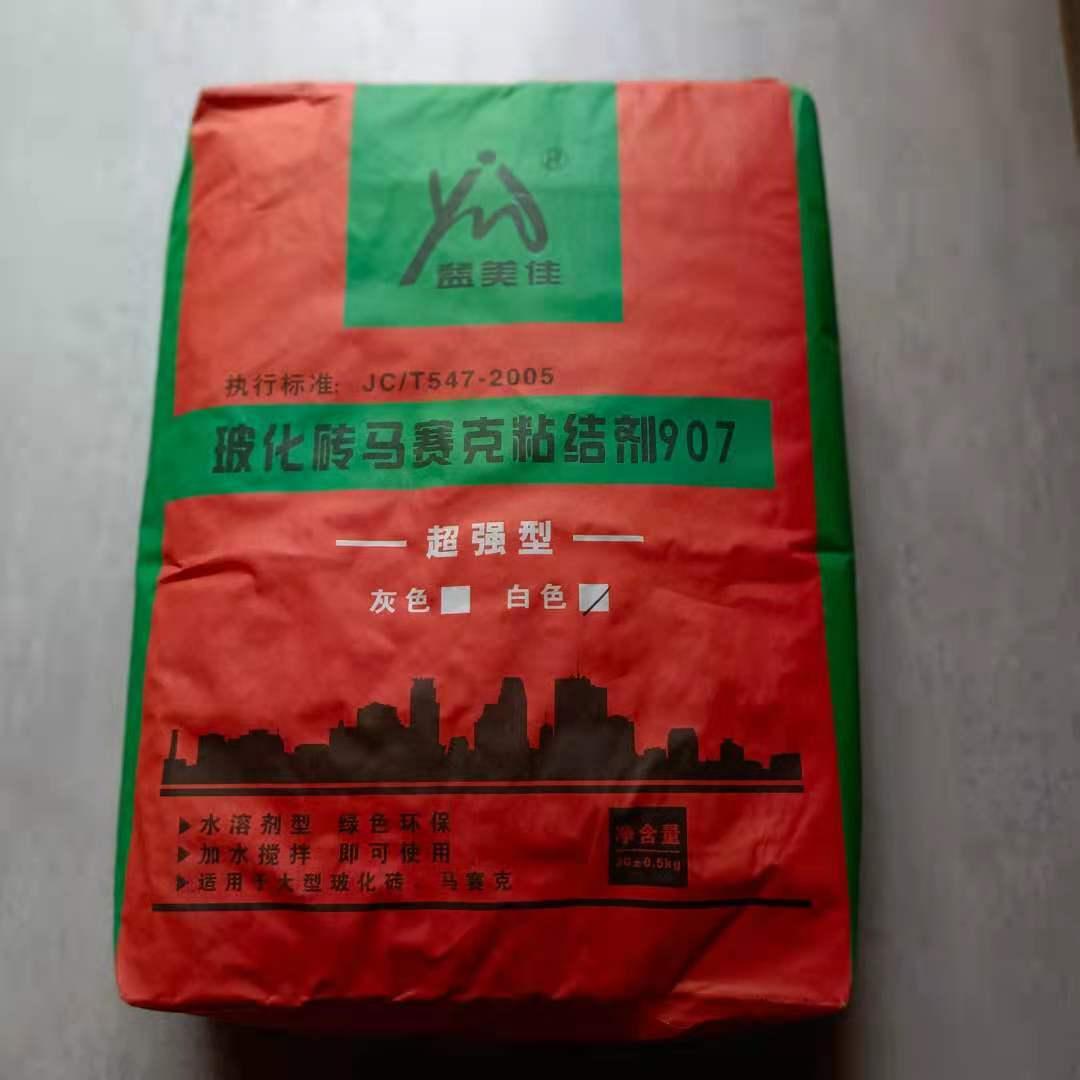 ®
益美佳
执行标准: JC/T547-2005
玻化砖马赛克粘结剂907
超强型
灰色 白色
水溶剂型 绿色环保
加水搅拌 即可使用
适用于大型玻化砖、马赛克
净含量
±0.5kg